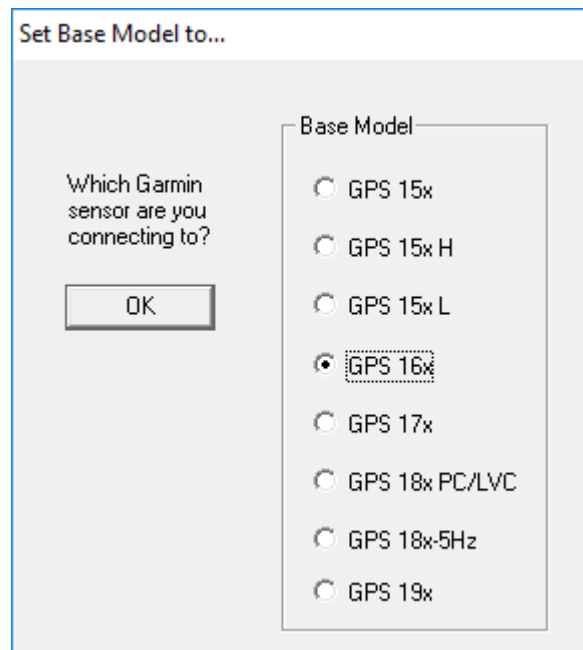 Set Base Model to...
Base Model
Which Garmin
sensor are you
connecting to?
OK
GPS 15x
GPS 15x H
GPS 15x L
GPS 16x
GPS 17x
GPS 18x PC/LVC
GPS 18x-5Hz
GPS 19x